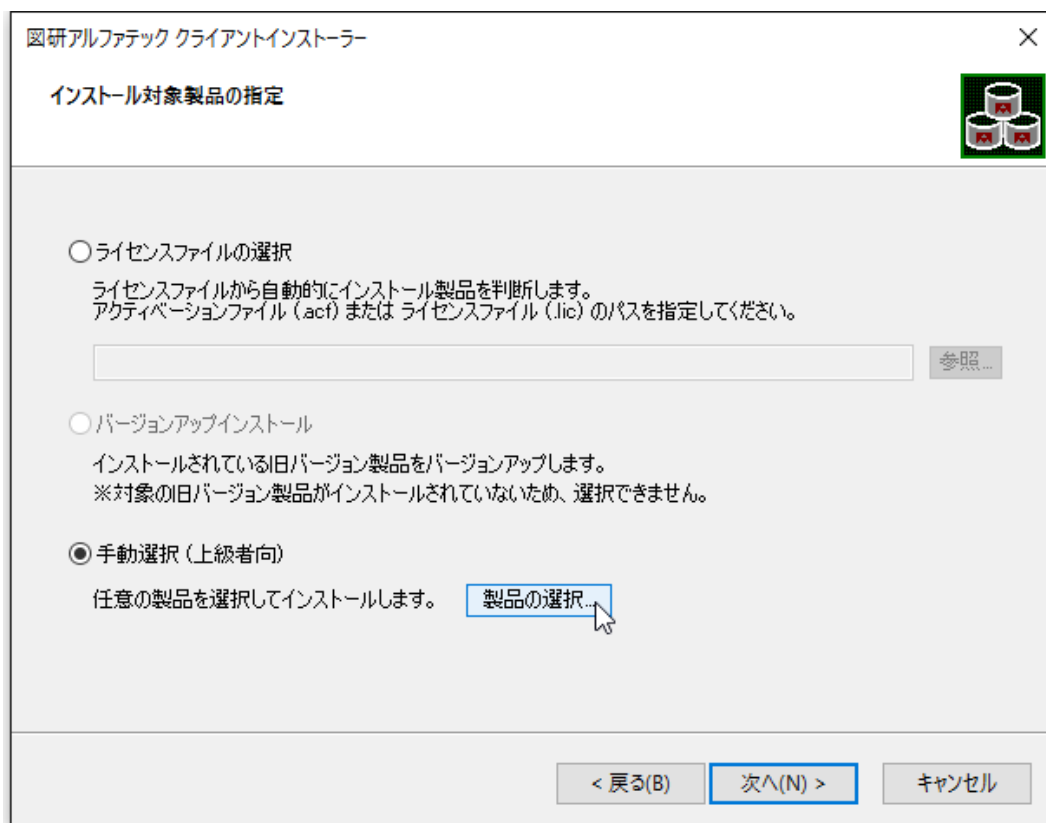 図研アルファテック クライアントインストーラー
インストール対象製品の指定
ライセンスファイルの選択
ライセンスファイルから自動的にインストール製品を判断します。
アクティベーションファイル (.acf) または ライセンスファイル (.lic) のパスを指定してください。
参照...
バージョンアップインストール
インストールされている旧バージョン製品をバージョンアップします。
※対象の旧バージョン製品がインストールされていないため、選択できません。
手動選択 (上級者向)
任意の製品を選択してインストールします。 製品の選択...
< 戻る(B) 次へ(N) > キャンセル